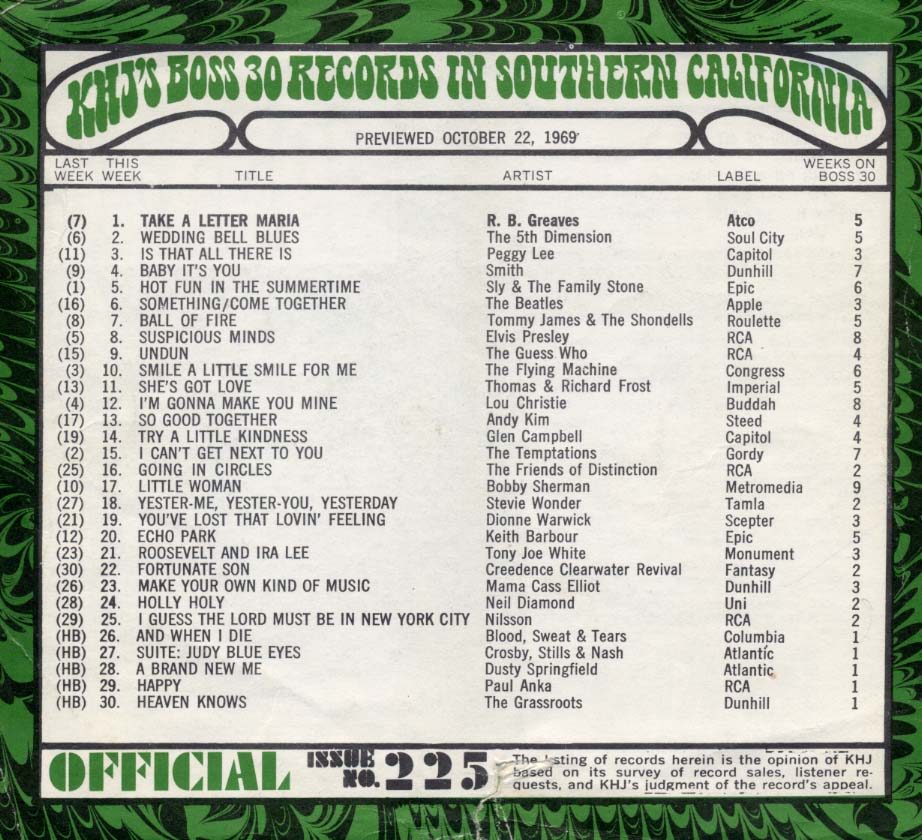 KHJ'S BOSS 30 RECORDS IN SOUTHERN CALIFORNIA
PREVIEWED OCTOBER 22, 1969
LAST WEEK THIS WEEK TITLE ARTIST LABEL WEEKS ON BOSS 30
(7) 1. TAKE A LETTER MARIA R. B. Greaves Atco 5
(6) 2. WEDDING BELL BLUES The 5th Dimension Soul City 5
(11) 3. IS THAT ALL THERE IS Peggy Lee Capitol 3
(9) 4. BABY IT'S YOU Smith Dunhill 7
(1) 5. HOT FUN IN THE SUMMERTIME Sly & The Family Stone Epic 6
(16) 6. SOMETHING/COME TOGETHER The Beatles Apple 3
(8) 7. BALL OF FIRE Tommy James & The Shondells Roulette 5
(5) 8. SUSPICIOUS MINDS Elvis Presley RCA 8
(15) 9. UNDUN The Guess Who RCA 4
(3) 10. SMILE A LITTLE SMILE FOR ME The Flying Machine Congress 6
(13) 11. SHE'S GOT LOVE Thomas & Richard Frost Imperial 5
(4) 12. I'M GONNA MAKE YOU MINE Lou Christie Buddah 8
(17) 13. SO GOOD TOGETHER Andy Kim Steed 4
(19) 14. TRY A LITTLE KINDNESS Glen Campbell Capitol 4
(2) 15. I CAN'T GET NEXT TO YOU The Temptations Gordy 7
(25) 16. GOING IN CIRCLES The Friends of Distinction RCA 2
(10) 17. LITTLE WOMAN Bobby Sherman Metromedia 9
(27) 18. YESTER-ME, YESTER-YOU, YESTERDAY Stevie Wonder Tamla 2
(21) 19. YOU'VE LOST THAT LOVIN' FEELING Dionne Warwick Scepter 3
(12) 20. ECHO PARK Keith Barbour Epic 5
(23) 21. ROOSEVELT AND IRA LEE Tony Joe White Monument 3
(30) 22. FORTUNATE SON Creedence Clearwater Revival Fantasy 2
(26) 23. MAKE YOUR OWN KIND OF MUSIC Mama Cass Elliot Dunhill 3
(28) 24. HOLLY HOLY Neil Diamond Uni 2
(29) 25. I GUESS THE LORD MUST BE IN NEW YORK CITY Nilsson RCA 2
(HB) 26. AND WHEN I DIE Blood, Sweat & Tears Columbia 1
(HB) 27. SUITE: JUDY BLUE EYES Crosby, Stills & Nash Atlantic 1
(HB) 28. A BRAND NEW ME Dusty Springfield Atlantic 1
(HB) 29. HAPPY Paul Anka RCA 1
(HB) 30. HEAVEN KNOWS The Grassroots Dunhill 1
OFFICIAL ISSUE NO. 225
The listing of records herein is the opinion of KHJ
based on its survey of record sales, listener re-
quests, and KHJ's judgment of the record's appeal.